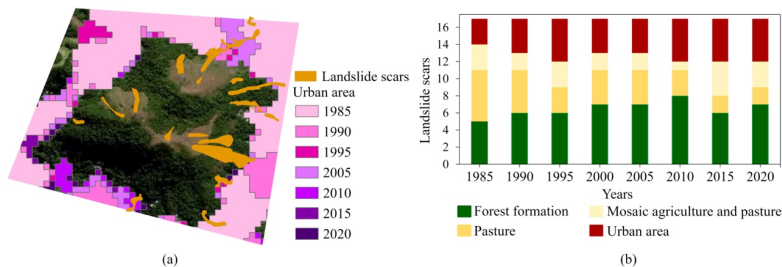 Landslide scars
Urban area
1985
1990
1995
2005
2010
2015
2020
(a)
Landslide scars
16
14
12
10
8
6
4
2
0
1985 1990 1995 2000 2005 2010 2015 2020
Years
Forest formation Mosaic agriculture and pasture
Pasture Urban area
(b)